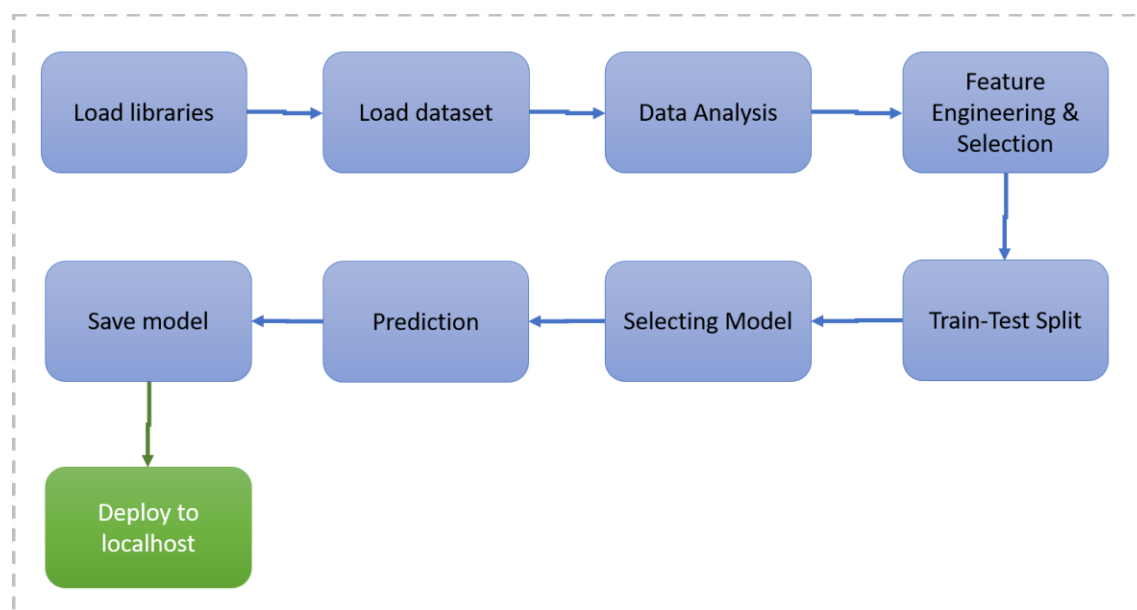 Load libraries
Load dataset
Data Analysis
Feature
Engineering &
Selection
Train-Test Split
Selecting Model
Prediction
Save model
Deploy to
localhost